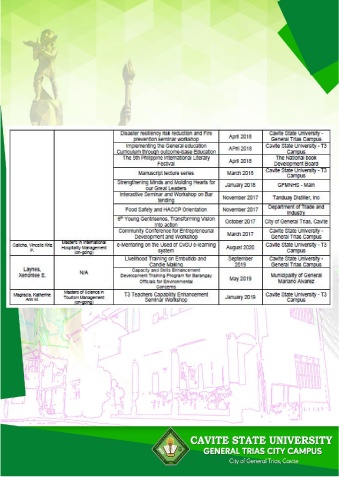 Disaster resiliency risk reduction and Fire
prevention seminar workshop
April 2018
Cavite State University -
General Trias Campus
Implementing the General education
Curriculum through outcome-based Education
April 2018
Cavite State University - T3
Campus
The 9th Philippine International Literary
Festival
April 2018
The National Book
Development Board
Manuscript lecture series
March 2018
Cavite State University - T3
Campus
Strengthening Minds and Molding Hearts for
our Great Leaders
January 2018
GPMNHS - Main
Interactive Seminar and Workshop on Bar
tending
November 2017
Tanduay Distiller, Inc
Food Safety and HACCP Orientation
November 2017
Department of Trade and
Industry
6th Young Gentriseños, Transforming Vision
into action
October 2017
City of General Trias, Cavite
Community Conference for Entrepreneurial
Development and Workshop
March 2017
Cavite State University -
General Trias Campus
Masters in International
Hospitality Management
(on-going)
e-Mentoring on the Used of CvSU e-learning
system
August 2020
Cavite State University - T3
Campus
Laynes,
Xendrelee E.
N/A
Livelihood Training on Embutido and
Candle Making
September
2019
Cavite State University -
General Trias Campus
Capacity and Skills Enhancement
Development Training Program for Barangay
Officials for Environmental
Concerns
May 2019
Municipality of General
Mariano Alvarez
Magnacia, Katherine
Ann M.
Masters of Science in
Tourism Management
(on-going)
T3 Teachers Capability Enhancement
Seminar Workshop
January 2019
Cavite State University - T3
Campus
CAVITE STATE UNIVERSITY
GENERAL TRIAS CITY CAMPUS
City of General Trias, Cavite